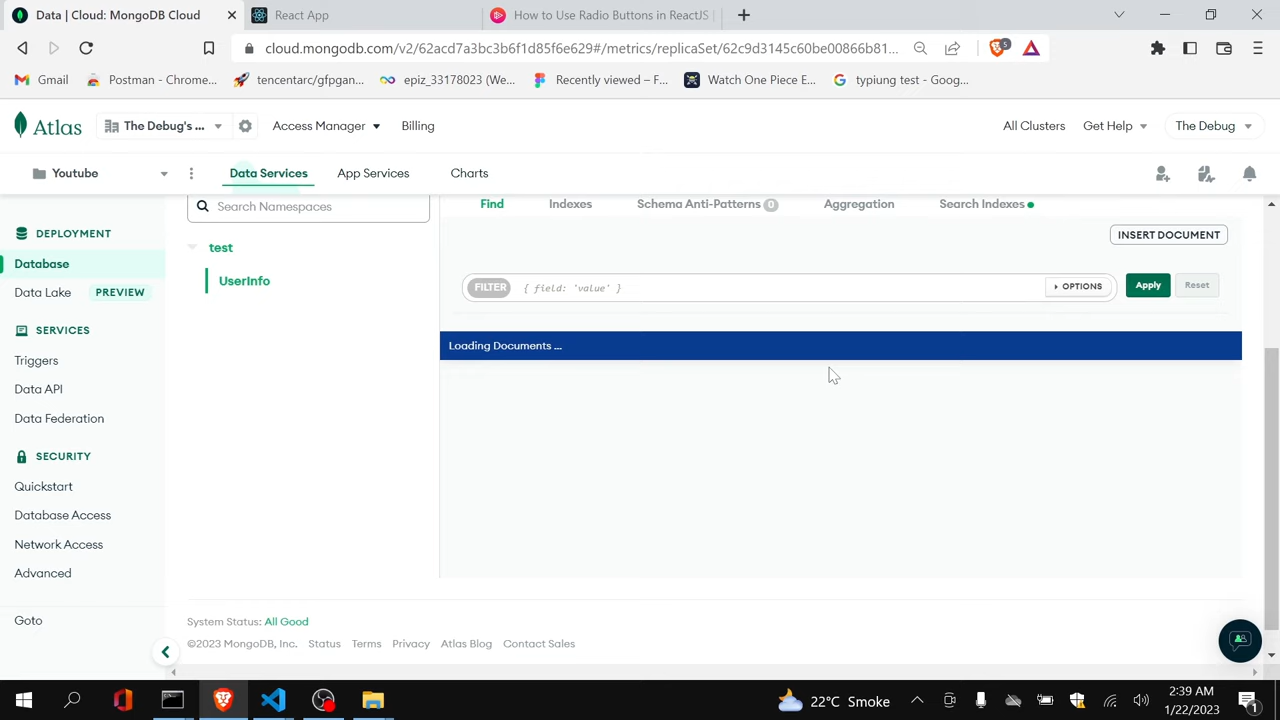 Data | Cloud: MongoDB Cloud
React App
How to Use Radio Buttons in ReactJS
cloud.mongodb.com/v2/62acd7a3bc3b6f1d85f6e629#/metrics/replicaSet/62c9d3145c60be00866b81...
5
Gmail
Postman - Chrome...
tencentarc/gfpgan...
epiz_33178023 (We...
Recently viewed – F...
Watch One Piece E...
typiung test - Goog...
Atlas
The Debug's ...
Access Manager
Billing
All Clusters
Get Help
The Debug
Youtube
Data Services
App Services
Charts
DEPLOYMENT
Database
Data Lake PREVIEW
SERVICES
Triggers
Data API
Data Federation
SECURITY
Quickstart
Database Access
Network Access
Advanced
Goto
Search Namespaces
test
UserInfo
Find
Indexes
Schema Anti-Patterns 0
Aggregation
Search Indexes
INSERT DOCUMENT
FILTER { field: 'value' }
OPTIONS
Apply
Reset
Loading Documents ...
System Status: All Good
©2023 MongoDB, Inc. Status Terms Privacy Atlas Blog Contact Sales
22°C Smoke
2:39 AM
1/22/2023
1